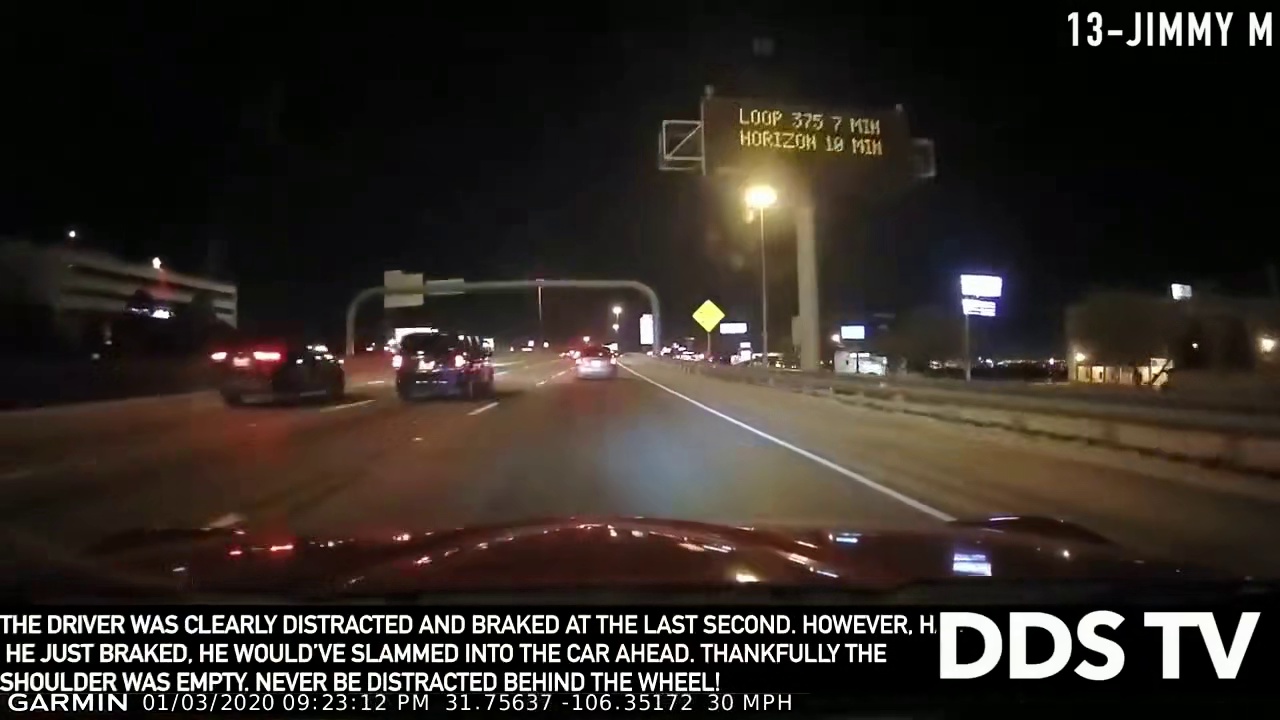 13-JIMMY M
LOOP 375 7 MIN
HORIZON 10 MIN
THE DRIVER WAS CLEARLY DISTRACTED AND BRAKED AT THE LAST SECOND. HOWEVER, H
HE JUST BRAKED, HE WOULD'VE SLAMMED INTO THE CAR AHEAD. THANKFULLY THE
SHOULDER WAS EMPTY. NEVER BE DISTRACTED BEHIND THE WHEEL!
DDS TV
GARMIN 01/03/2020 09:23:12 PM 31.75637 -106.35172 30 MPH